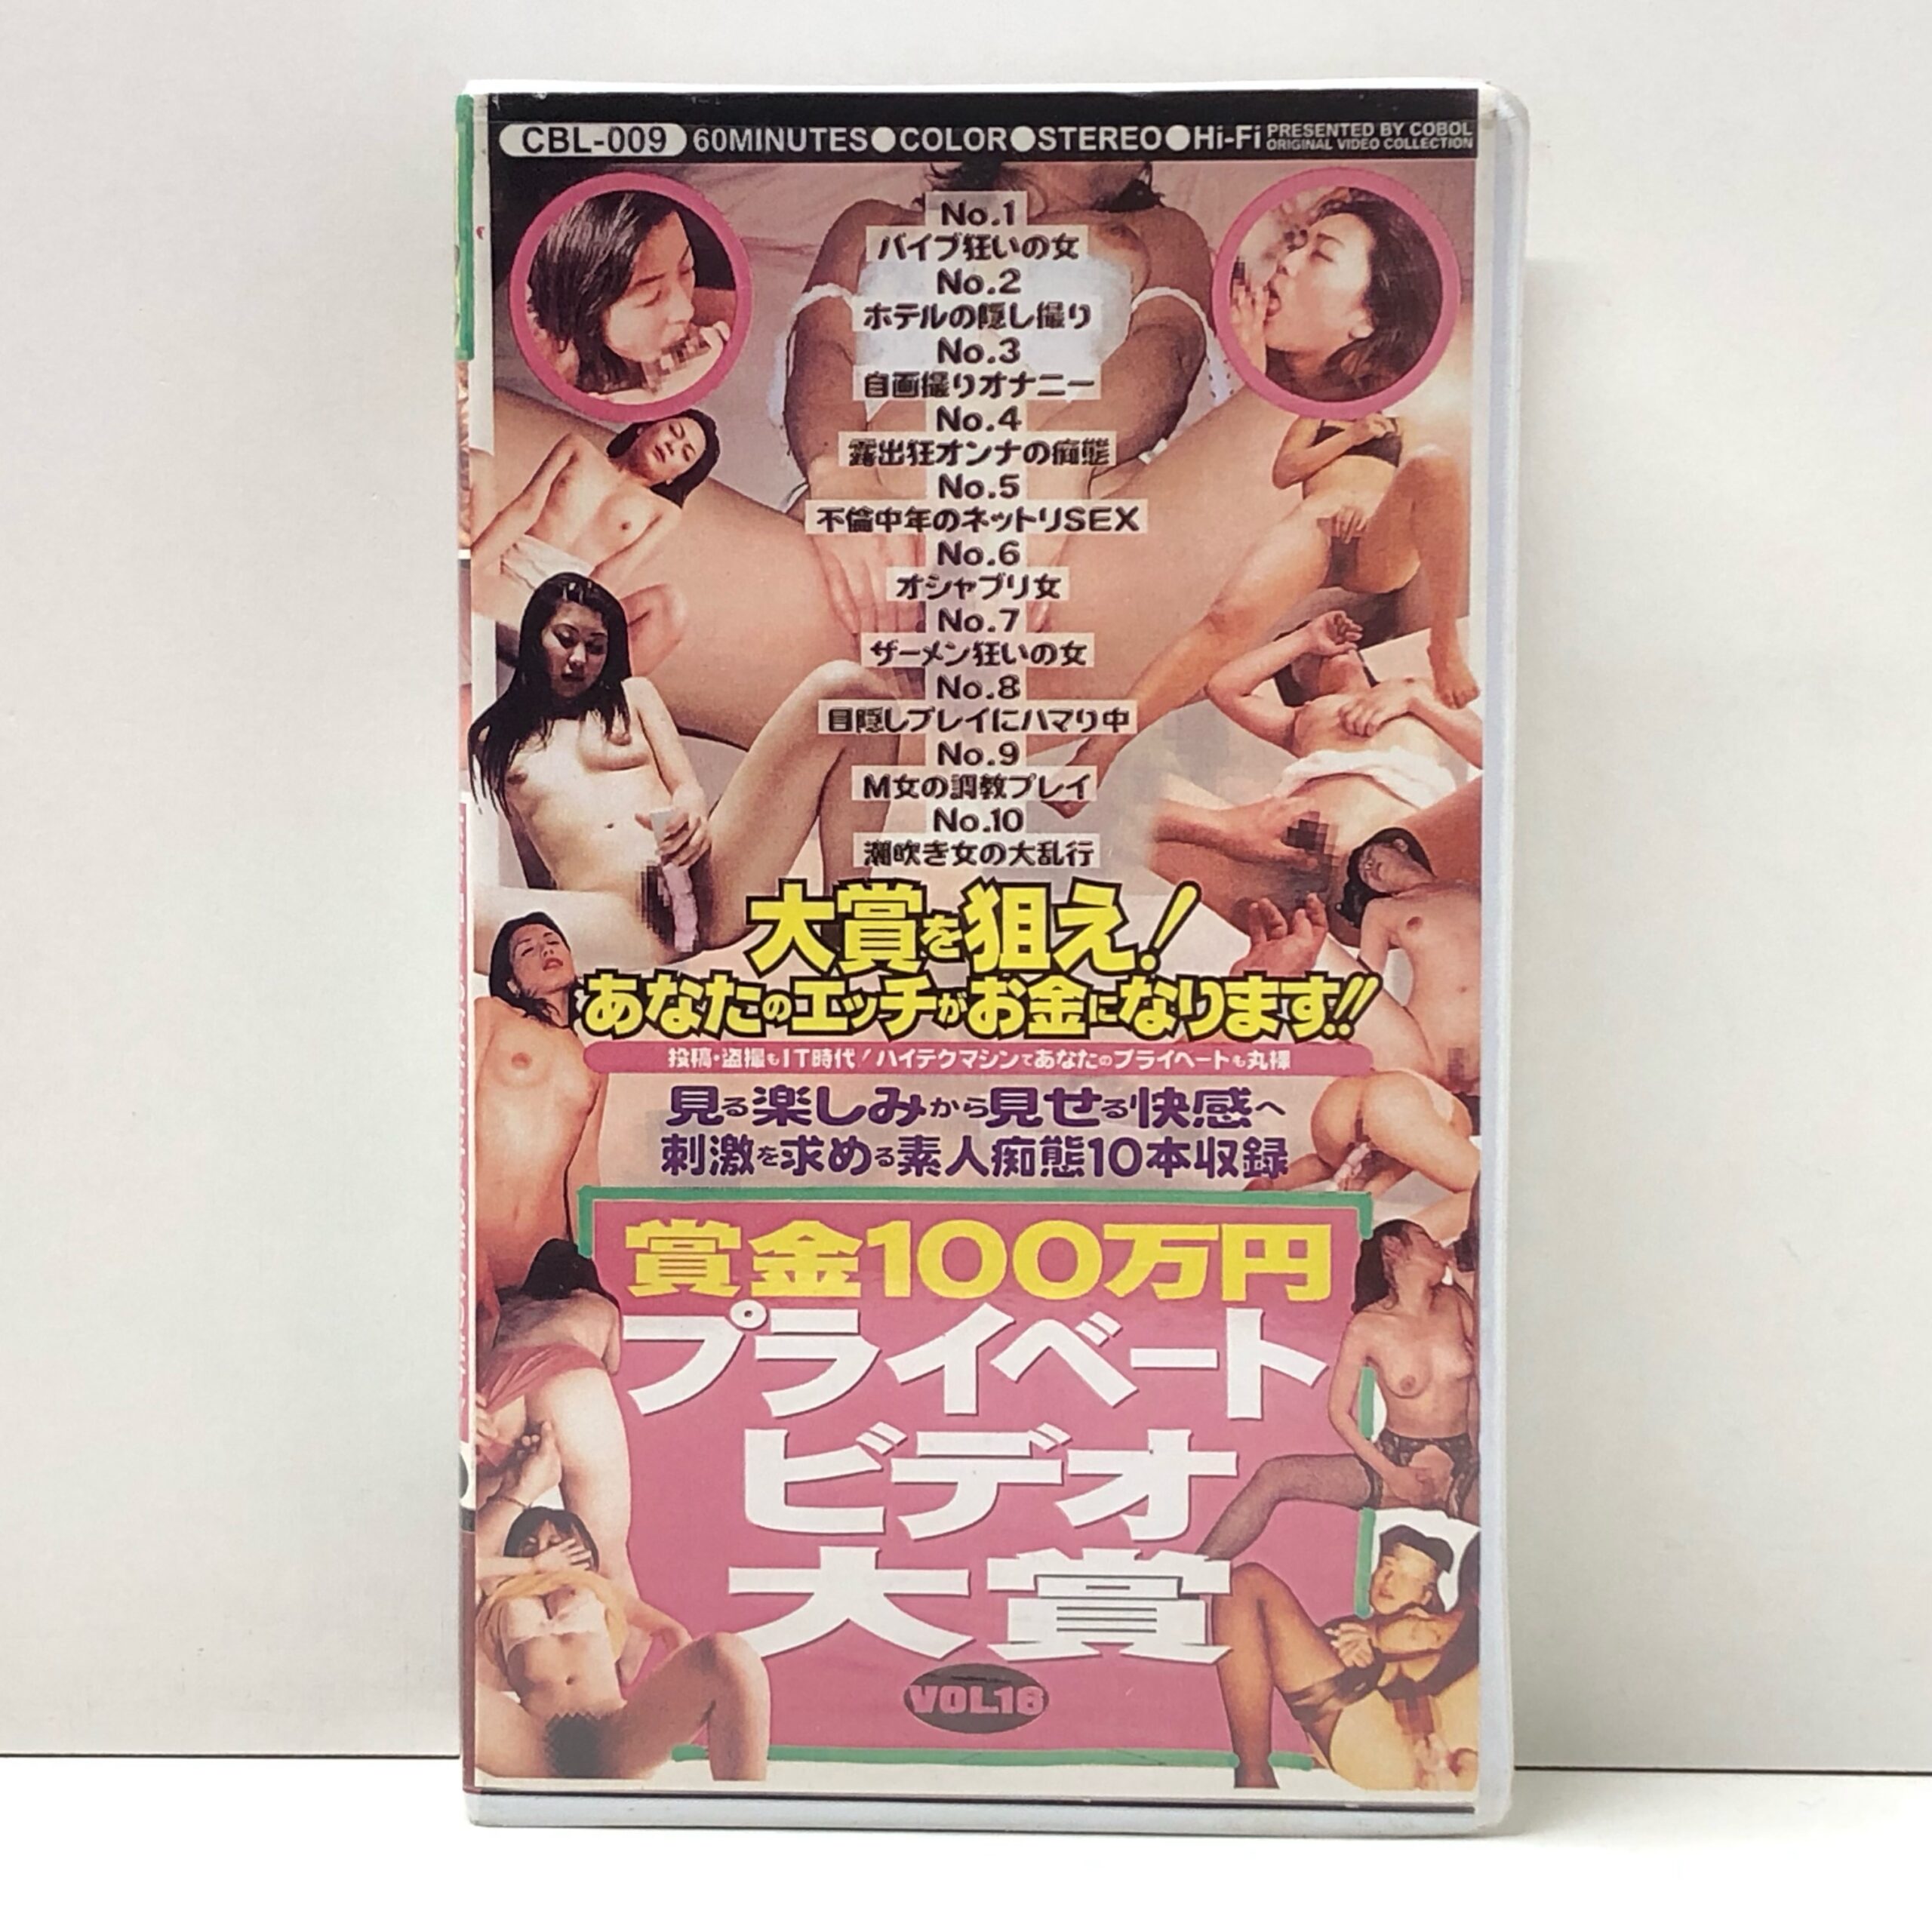 CBL-009 60MINUTES●COLOR●STEREO●Hi-Fi PRESENTED BY COBOL
ORIGINAL VIDEO COLLECTION
No.1
バイブ狂いの女
No.2
ホテルの隠し撮り
No.3
自画撮りオナニー
No.4
露出狂オンナの痴態
No.5
不倫中年のネットリSEX
No.6
オシャブリ女
No.7
ザーメン狂いの女
No.8
目隠しプレイにハマり中
No.9
M女の調教プレイ
No.10
潮吹き女の大乱行
大賞を狙え!
あなたのエッチがお金になります!!
投稿・盗撮もIT時代!ハイテクマシンであなたのプライベートも丸裸
見る楽しみから見せる快感へ
刺激を求める素人痴態10本収録
賞金100万円
プライベート
ビデオ
大賞
VOL16